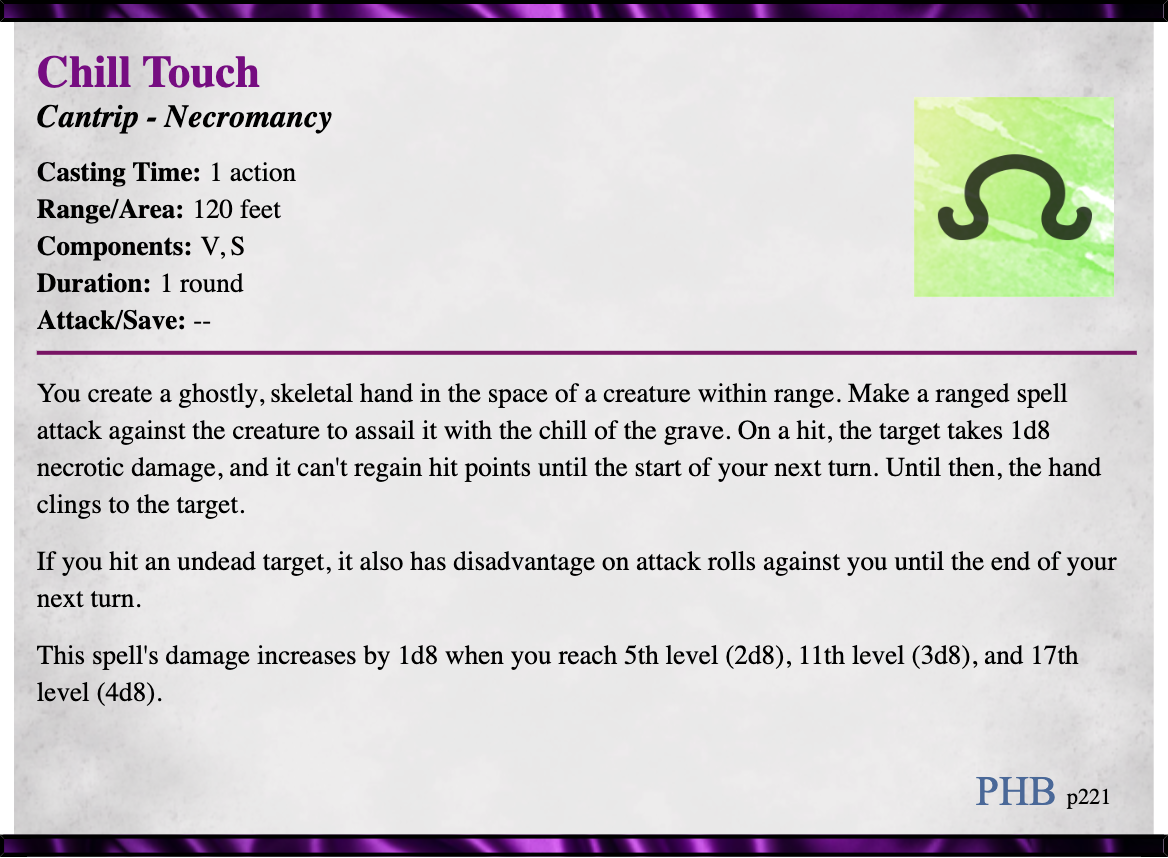 Chill Touch
Cantrip - Necromancy
Casting Time: 1 action
Range/Area: 120 feet
Components: V, S
Duration: 1 round
Attack/Save: --
You create a ghostly, skeletal hand in the space of a creature within range. Make a ranged spell
attack against the creature to assail it with the chill of the grave. On a hit, the target takes 1d8
necrotic damage, and it can't regain hit points until the start of your next turn. Until then, the hand
clings to the target.
If you hit an undead target, it also has disadvantage on attack rolls against you until the end of your
next turn.
This spell's damage increases by 1d8 when you reach 5th level (2d8), 11th level (3d8), and 17th
level (4d8).
PHB p221